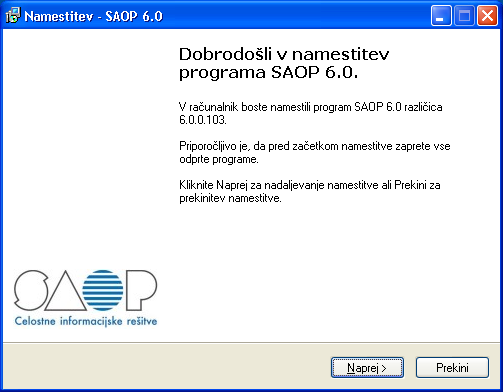 Namestitev - SAOP 6.0
Dobrodošli v namestitev
programa SAOP 6.0.
V računalnik boste namestili program SAOP 6.0 različica
6.0.0.103.
Priporočljivo je, da pred začetkom namestitve zaprete vse
odprte programe.
Kliknite Naprej za nadaljevanje namestitve ali Prekini za
prekinitev namestitve.
SAOP
Celostne informacijske rešitve
Naprej >
Prekini